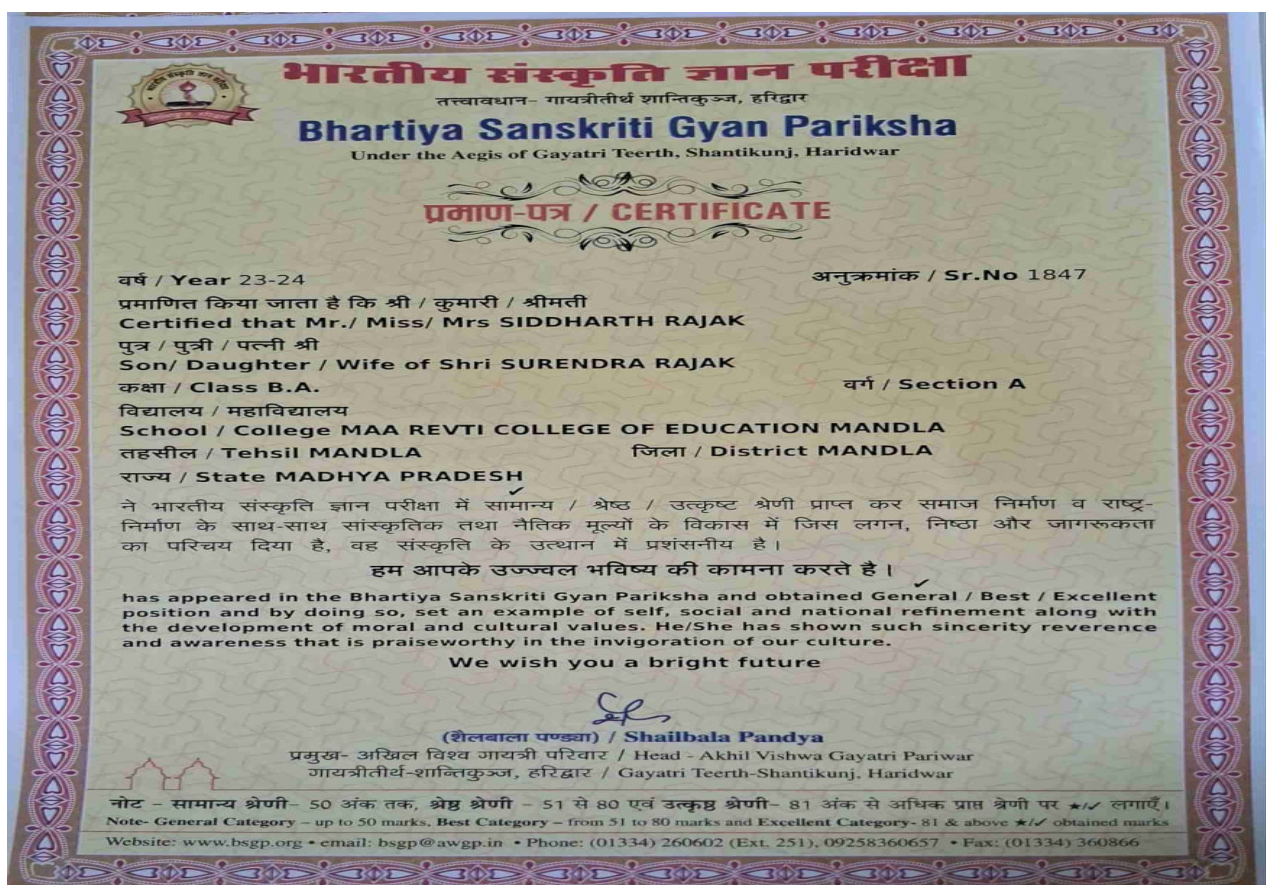 भारतीय संस्कृति ज्ञान परीक्षा
तत्त्वावधान- गायत्रीतीर्थ शान्तिकुञ्ज, हरिद्वार
Bhartiya Sanskriti Gyan Pariksha
Under the Aegis of Gayatri Teerth, Shantikunj, Haridwar
प्रमाण-पत्र / CERTIFICATE
वर्ष / Year 23-24 अनुक्रमांक / Sr.No 1847
प्रमाणित किया जाता है कि श्री / कुमारी / श्रीमती
Certified that Mr./ Miss/ Mrs SIDDHARTH RAJAK
पुत्र / पुत्री / पत्नी श्री
Son/ Daughter / Wife of Shri SURENDRA RAJAK
कक्षा / Class B.A. वर्ग / Section A
विद्यालय / महाविद्यालय
School / College MAA REVTI COLLEGE OF EDUCATION MANDLA
तहसील / Tehsil MANDLA जिला / District MANDLA
राज्य / State MADHYA PRADESH
ने भारतीय संस्कृति ज्ञान परीक्षा में सामान्य / श्रेष्ठ / उत्कृष्ट श्रेणी प्राप्त कर समाज निर्माण व राष्ट्र-
निर्माण के साथ-साथ सांस्कृतिक तथा नैतिक मूल्यों के विकास में जिस लगन, निष्ठा और जागरूकता
का परिचय दिया है, वह संस्कृति के उत्थान में प्रशंसनीय है।
हम आपके उज्ज्वल भविष्य की कामना करते है।
has appeared in the Bhartiya Sanskriti Gyan Pariksha and obtained General / Best / Excellent
position and by doing so, set an example of self, social and national refinement along with
the development of moral and cultural values. He/She has shown such sincerity reverence
and awareness that is praiseworthy in the invigoration of our culture.
We wish you a bright future
(शैलबाला पण्ड्या) / Shailbala Pandya
प्रमुख- अखिल विश्व गायत्री परिवार / Head - Akhil Vishwa Gayatri Pariwar
गायत्रीतीर्थ-शान्तिकुञ्ज, हरिद्वार / Gayatri Teerth-Shantikunj, Haridwar
नोट – सामान्य श्रेणी- 50 अंक तक, श्रेष्ठ श्रेणी - 51 से 80 एवं उत्कृष्ठ श्रेणी- 81 अंक से अधिक प्राप्त श्रेणी पर ★/✓ लगाएँ।
Note- General Category – up to 50 marks, Best Category – from 51 to 80 marks and Excellent Category- 81 & above ★/✓ obtained marks
Website: www.bsgp.org • email: bsgp@awgp.in • Phone: (01334) 260602 (Ext. 251), 09258360657 • Fax: (01334) 360866